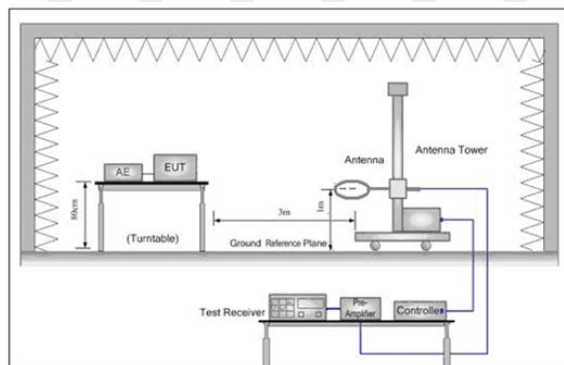 Antenna
Antenna Tower
AE
EUT
80cm
(Turntable)
3m
1m
Ground Reference Plane
Test Receiver
Pre-
Amplifier
Controller